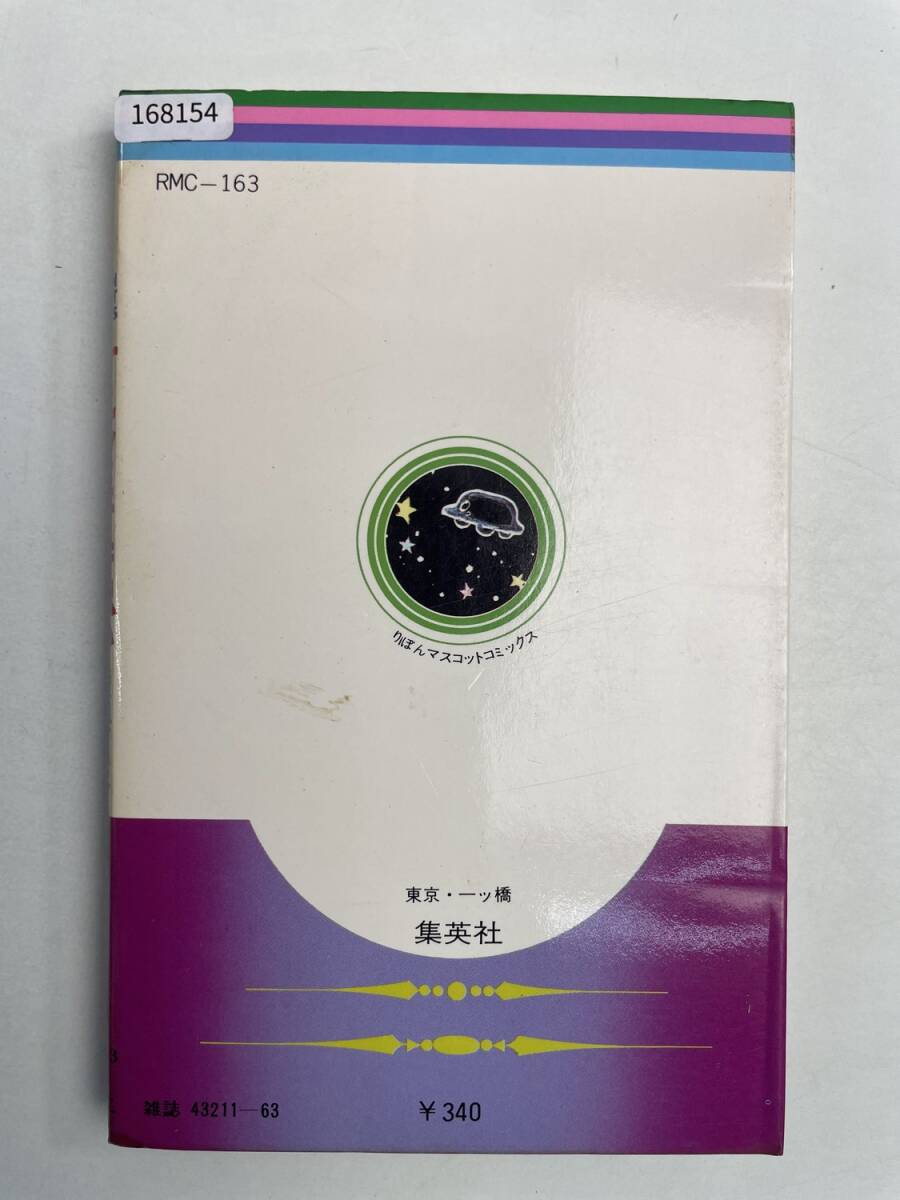 168154
RMC-163
りぼんマスコットコミックス
東京・一ッ橋
集英社
雑誌 43211-63
¥340